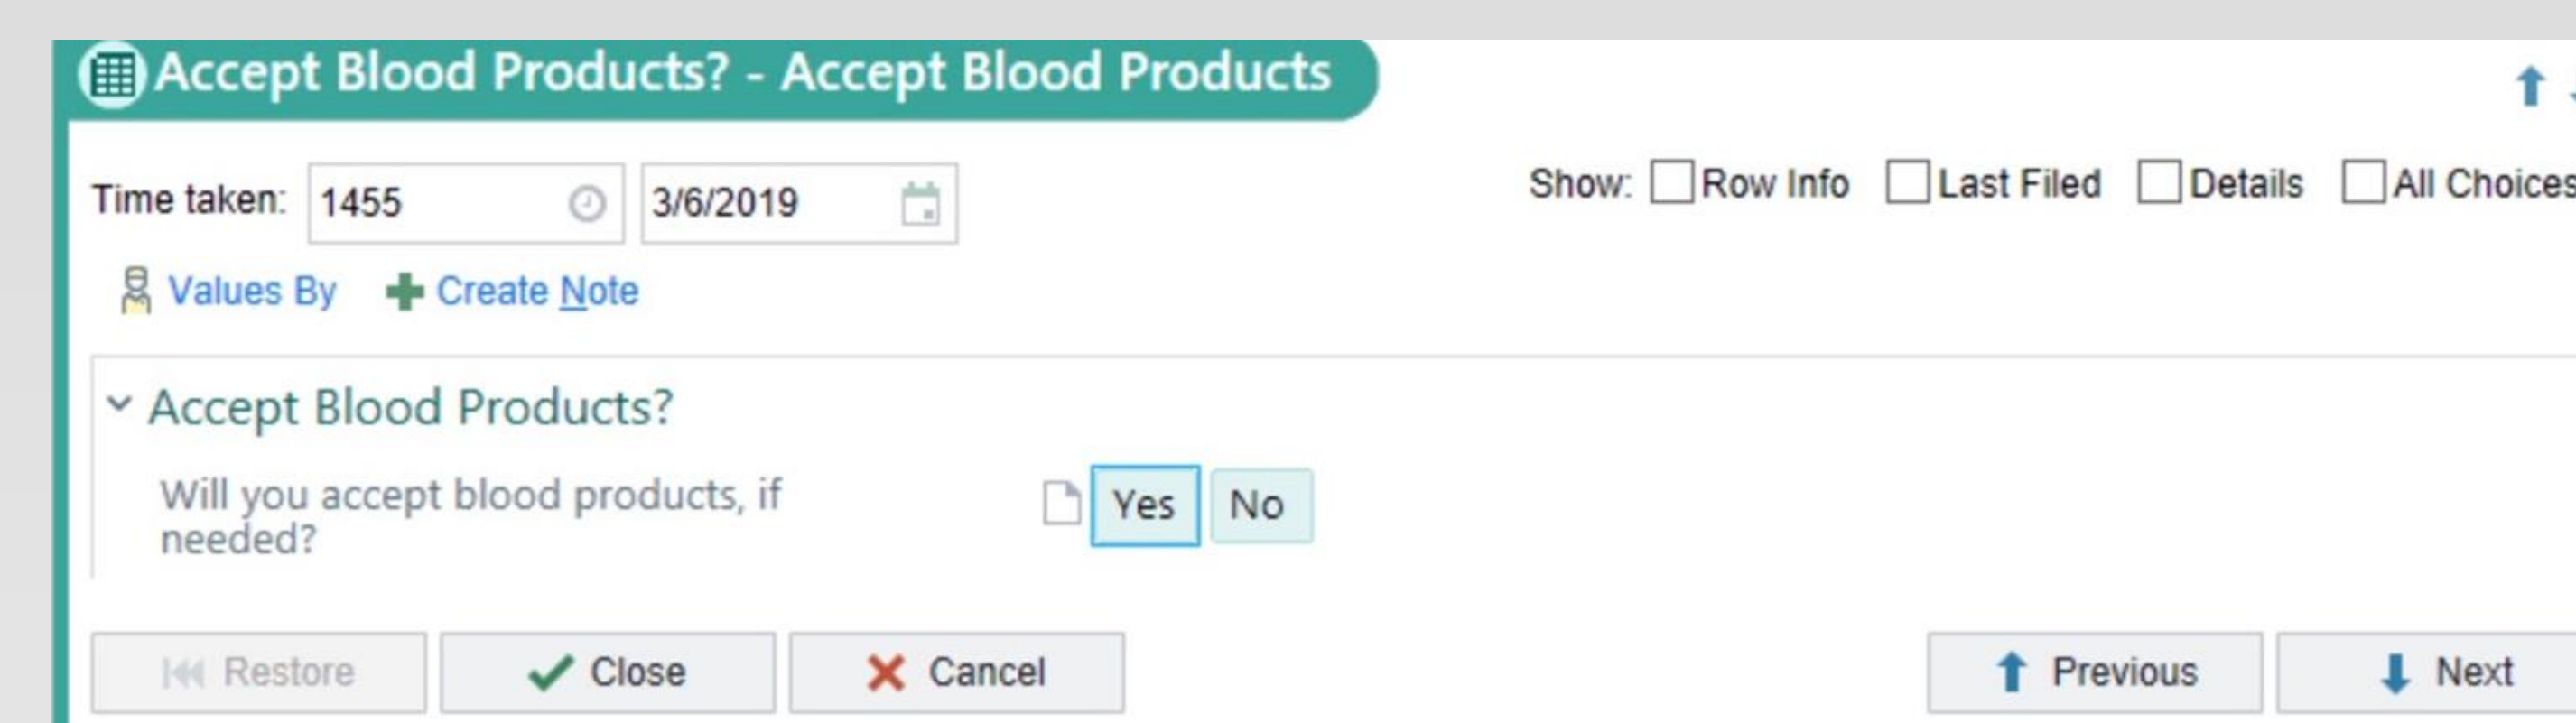 Accept Blood Products? - Accept Blood Products
Time taken: 1455 3/6/2019 Show: Row Info Last Filed Details All Choices
Values By Create Note
Accept Blood Products?
Will you accept blood products, if Yes No
needed?
Restore Close Cancel Previous Next